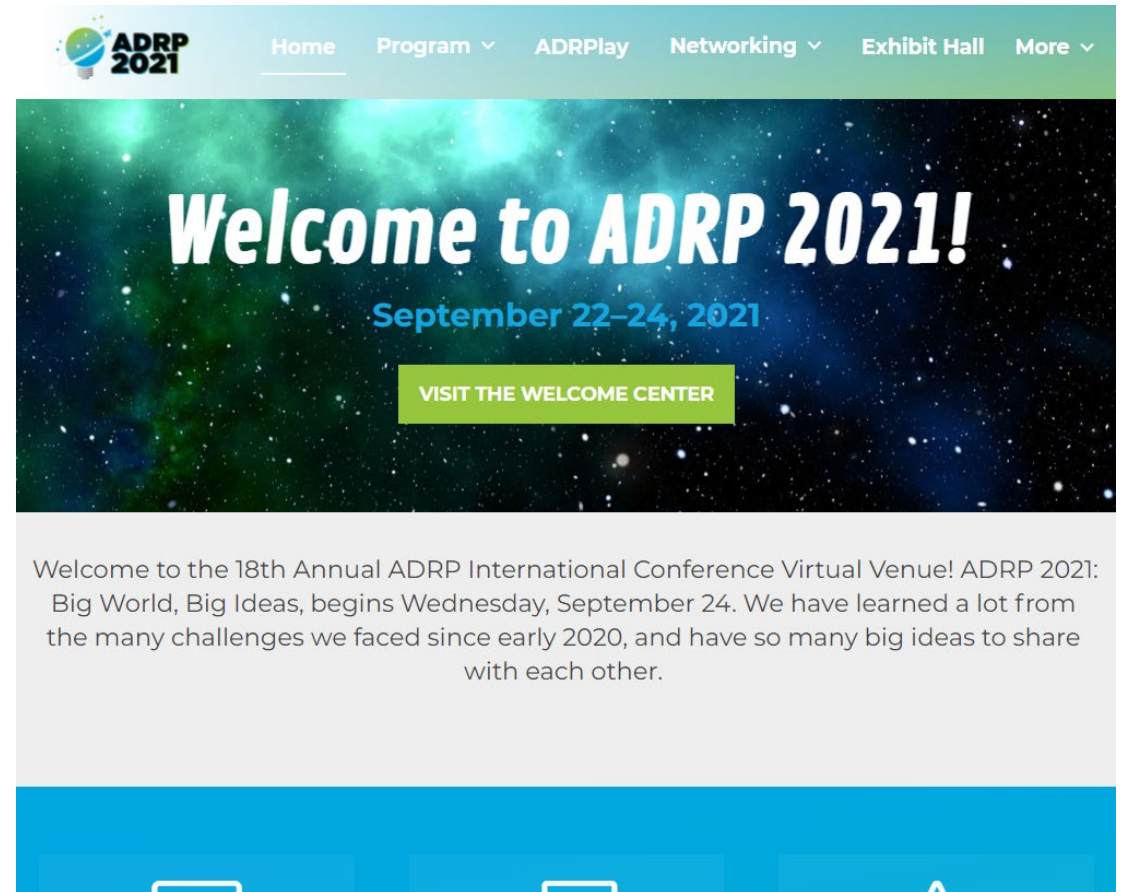 ADRP
2021
Home Program ADRPlay Networking Exhibit Hall More
Welcome to ADRP 2021!
September 22–24, 2021
VISIT THE WELCOME CENTER
Welcome to the 18th Annual ADRP International Conference Virtual Venue! ADRP 2021:
Big World, Big Ideas, begins Wednesday, September 24. We have learned a lot from
the many challenges we faced since early 2020, and have so many big ideas to share
with each other.